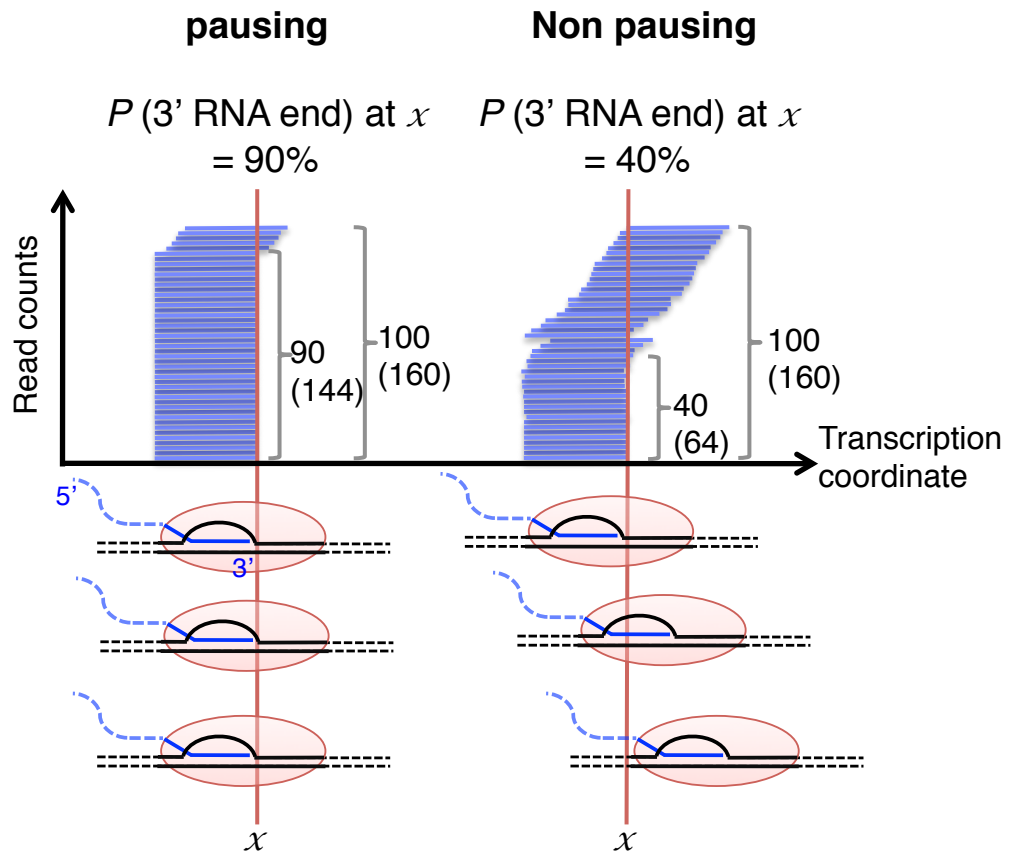 pausing
Non pausing
P (3’ RNA end) at x
= 90%
P (3’ RNA end) at x
= 40%
Read counts
90
(144)
100
(160)
40
(64)
100
(160)
Transcription
coordinate
5’
3’
x
x